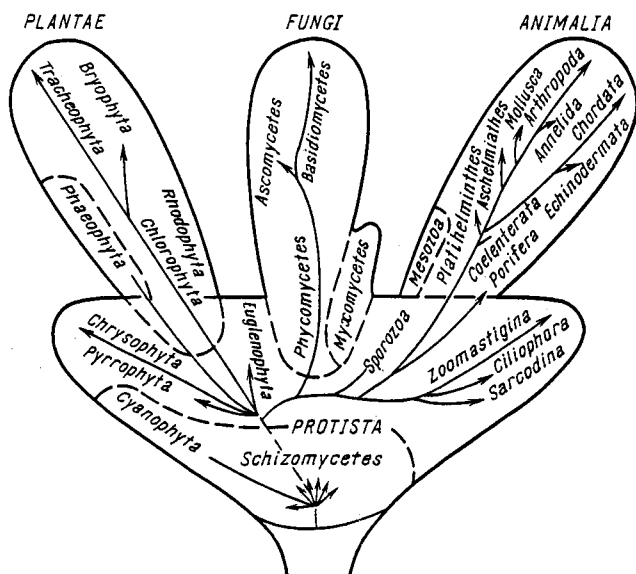 PLANTAE
FUNGI
ANIMALIA
Tracheophyta
Bryophyta
Phaeophyta
Rhodophyta
Chlorophyta
Ascomycetes
Basidiomycetes
Phycomycetes
Myxomycetes
Mesozoa
Platihelminthes
Aschelmiathes
Mollusca
Arthropoda
Annelida
Chordata
Echinodermata
Coelenterata
Porifera
Chrysophyta
Pyrrophyta
Cyanophyta
Euglenophyta
Sporozoa
Zoomastigina
Ciliophora
Sarcodina
PROTISTA
Schizomycetes